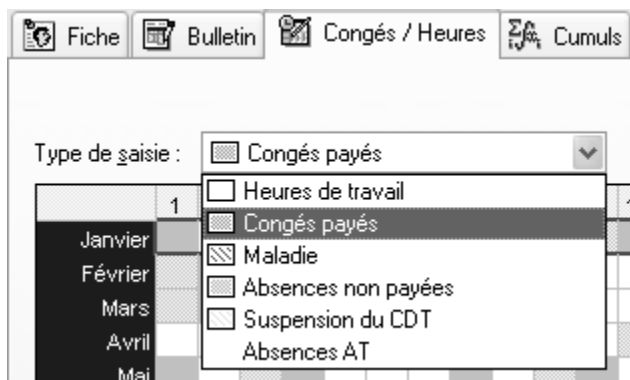 Fiche Bulletin Congés / Heures Cumuls
Type de saisie : Congés payés
1
Heures de travail
Janvier Congés payés
Maladie
Février
Absences non payées
Mars
Suspension du CDT
Avril
Absences AT
Mai